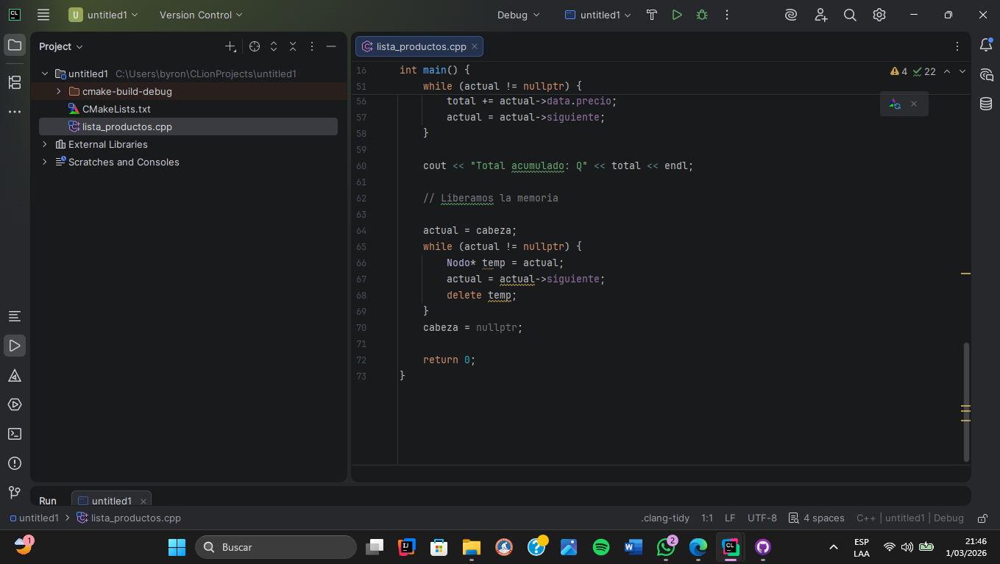 CL
U untitled1
Version Control
Debug
untitled1
Project
lista_productos.cpp
untitled1 C:\Users\byron\CLionProjects\untitled1
cmake-build-debug
CMakeLists.txt
lista_productos.cpp
External Libraries
Scratches and Consoles
4 22
16 int main() {
51 while (actual != nullptr) {
56 total += actual->data.precio;
57 actual = actual->siguiente;
58 }
59
60 cout << "Total acumulado: Q" << total << endl;
61
62 // Liberamos la memoria
63
64 actual = cabeza;
65 while (actual != nullptr) {
66 Nodo* temp = actual;
67 actual = actual->siguiente;
68 delete temp;
69 }
70 cabeza = nullptr;
71
72 return 0;
73 }
Run untitled1
untitled1 > lista_productos.cpp
.clang-tidy 1:1 LF UTF-8 4 spaces C++ | untitled1 | Debug
1
Buscar
IJ
W
2
CL
ESP
LAA
21:46
1/03/2026